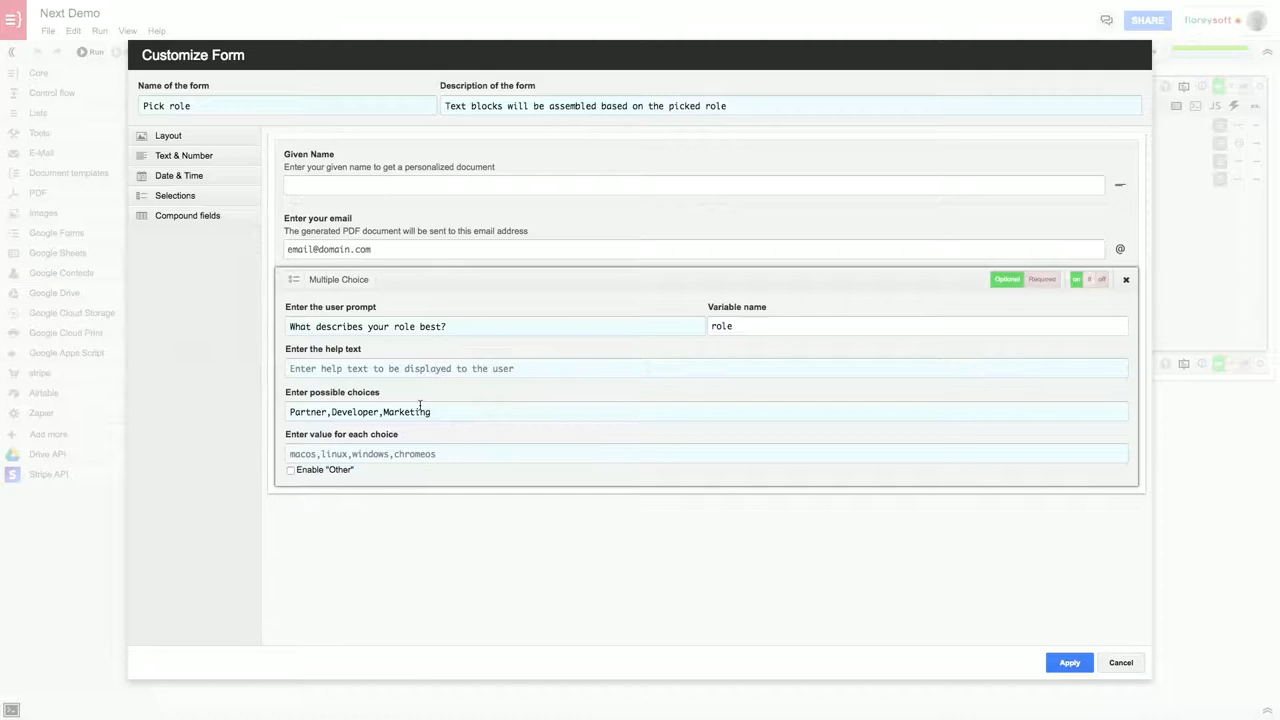 Next Demo
File Edit Run View Help
SHARE
floreysoft
Run
Customize Form
Name of the form
Description of the form
Pick role
Text blocks will be assembled based on the picked role
Core
Control flow
Lists
Tools
E-Mail
Document templates
PDF
Images
Google Forms
Google Sheets
Google Contacts
Google Drive
Google Cloud Storage
Google Cloud Print
Google Apps Script
stripe
Airtable
Zapier
Add more
Drive API
Stripe API
Layout
Text & Number
Date & Time
Selections
Compound fields
Given Name
Enter your given name to get a personalized document
Enter your email
The generated PDF document will be sent to this email address
email@domain.com
@
Multiple Choice
Optional Required on if off
Enter the user prompt
Variable name
What describes your role best?
role
Enter the help text
Enter help text to be displayed to the user
Enter possible choices
Partner,Developer,Marketing
Enter value for each choice
macos,linux,windows,chromeos
Enable "Other"
Apply
Cancel
JS